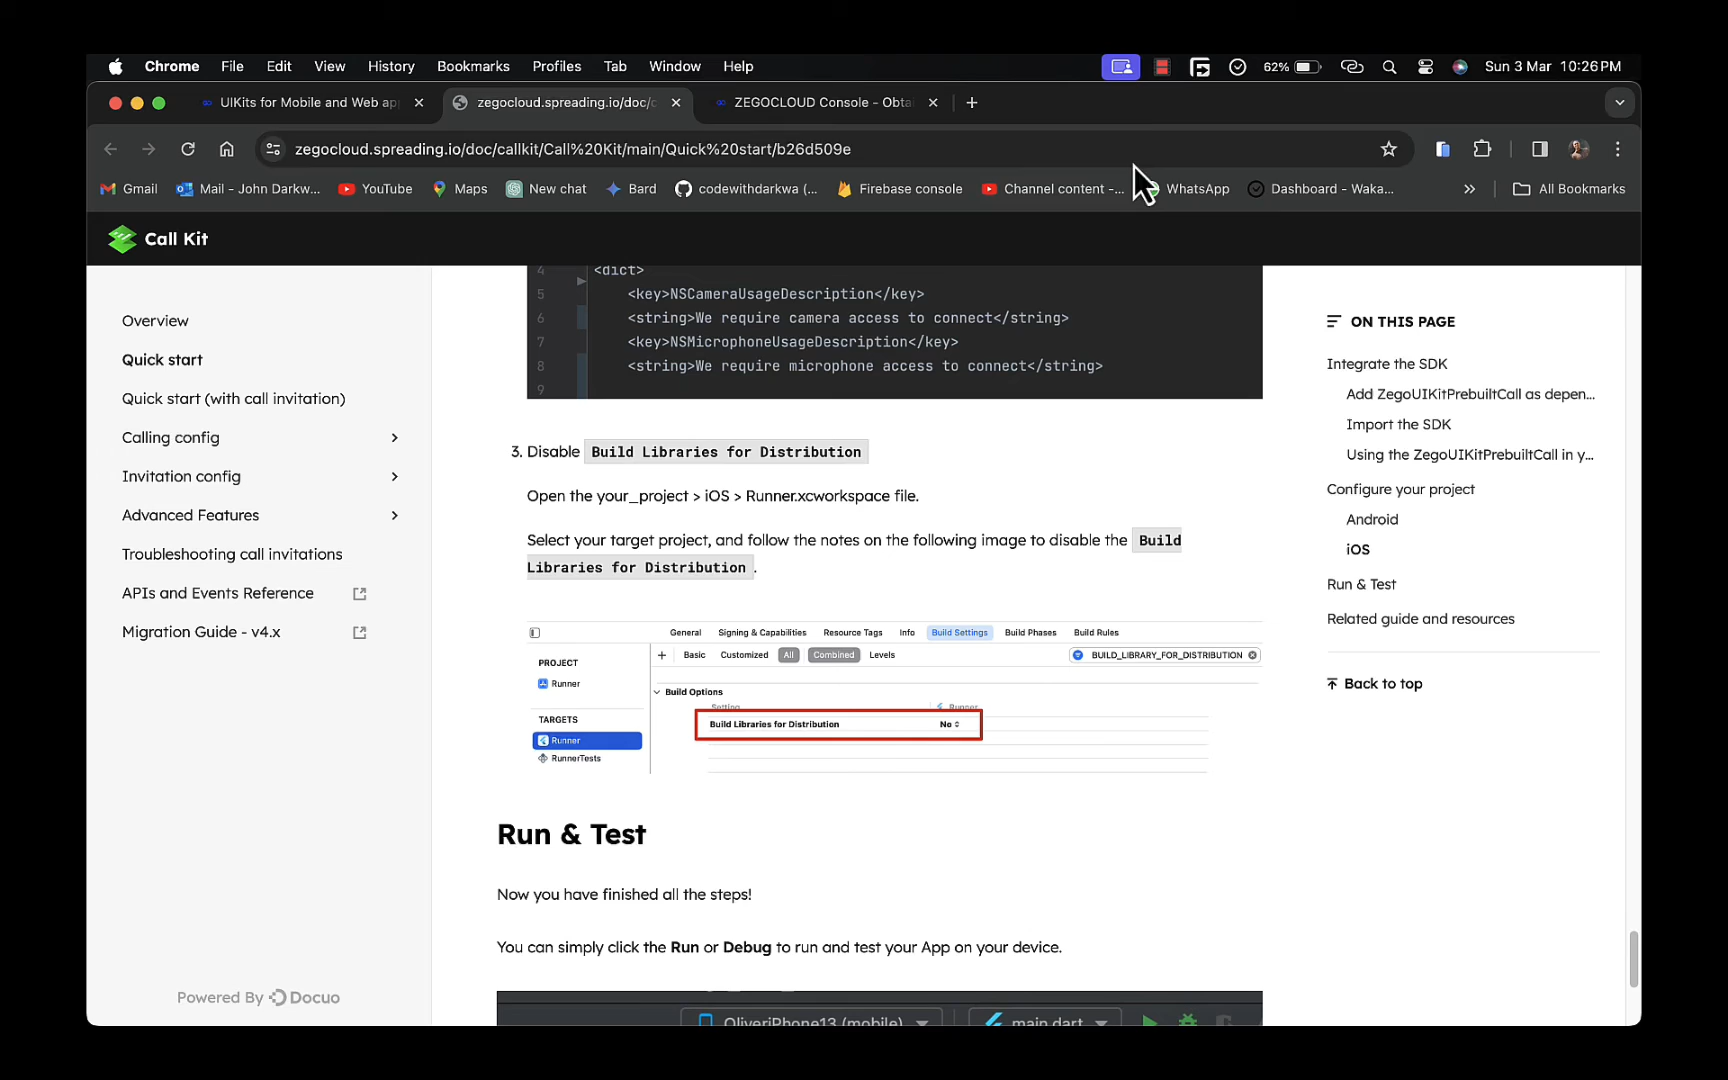 Chrome File Edit View History Bookmarks Profiles Tab Window Help 62% Sun 3 Mar 10:26 PM
UIKits for Mobile and Web ap zegocloud.spreading.io/doc/c ZEGOCLOUD Console - Obta
zegocloud.spreading.io/doc/callkit/Call%20Kit/main/Quick%20start/b26d509e
Gmail Mail - John Darkw... YouTube Maps New chat Bard codewithdarkwa (... Firebase console Channel content -... WhatsApp Dashboard - Waka... » All Bookmarks
Call Kit
Overview
Quick start
Quick start (with call invitation)
Calling config
Invitation config
Advanced Features
Troubleshooting call invitations
APIs and Events Reference
Migration Guide - v4.x
Powered By Docuo
4 <dict>
5 <key>NSCameraUsageDescription</key>
6 <string>We require camera access to connect</string>
7 <key>NSMicrophoneUsageDescription</key>
8 <string>We require microphone access to connect</string>
9
3. Disable Build Libraries for Distribution
Open the your_project > iOS > Runner.xcworkspace file.
Select your target project, and follow the notes on the following image to disable the Build
Libraries for Distribution.
General Signing & Capabilities Resource Tags Info Build Settings Build Phases Build Rules
+ Basic Customized All Combined Levels BUILD_LIBRARY_FOR_DISTRIBUTION
PROJECT
Runner
TARGETS
Runner
RunnerTests
Build Options
Setting Runner
Build Libraries for Distribution No
Run & Test
Now you have finished all the steps!
You can simply click the Run or Debug to run and test your App on your device.
OliveriPhone13 (mobile) main.dart
ON THIS PAGE
Integrate the SDK
Add ZegoUIKitPrebuiltCall as depen...
Import the SDK
Using the ZegoUIKitPrebuiltCall in y...
Configure your project
Android
iOS
Run & Test
Related guide and resources
Back to top